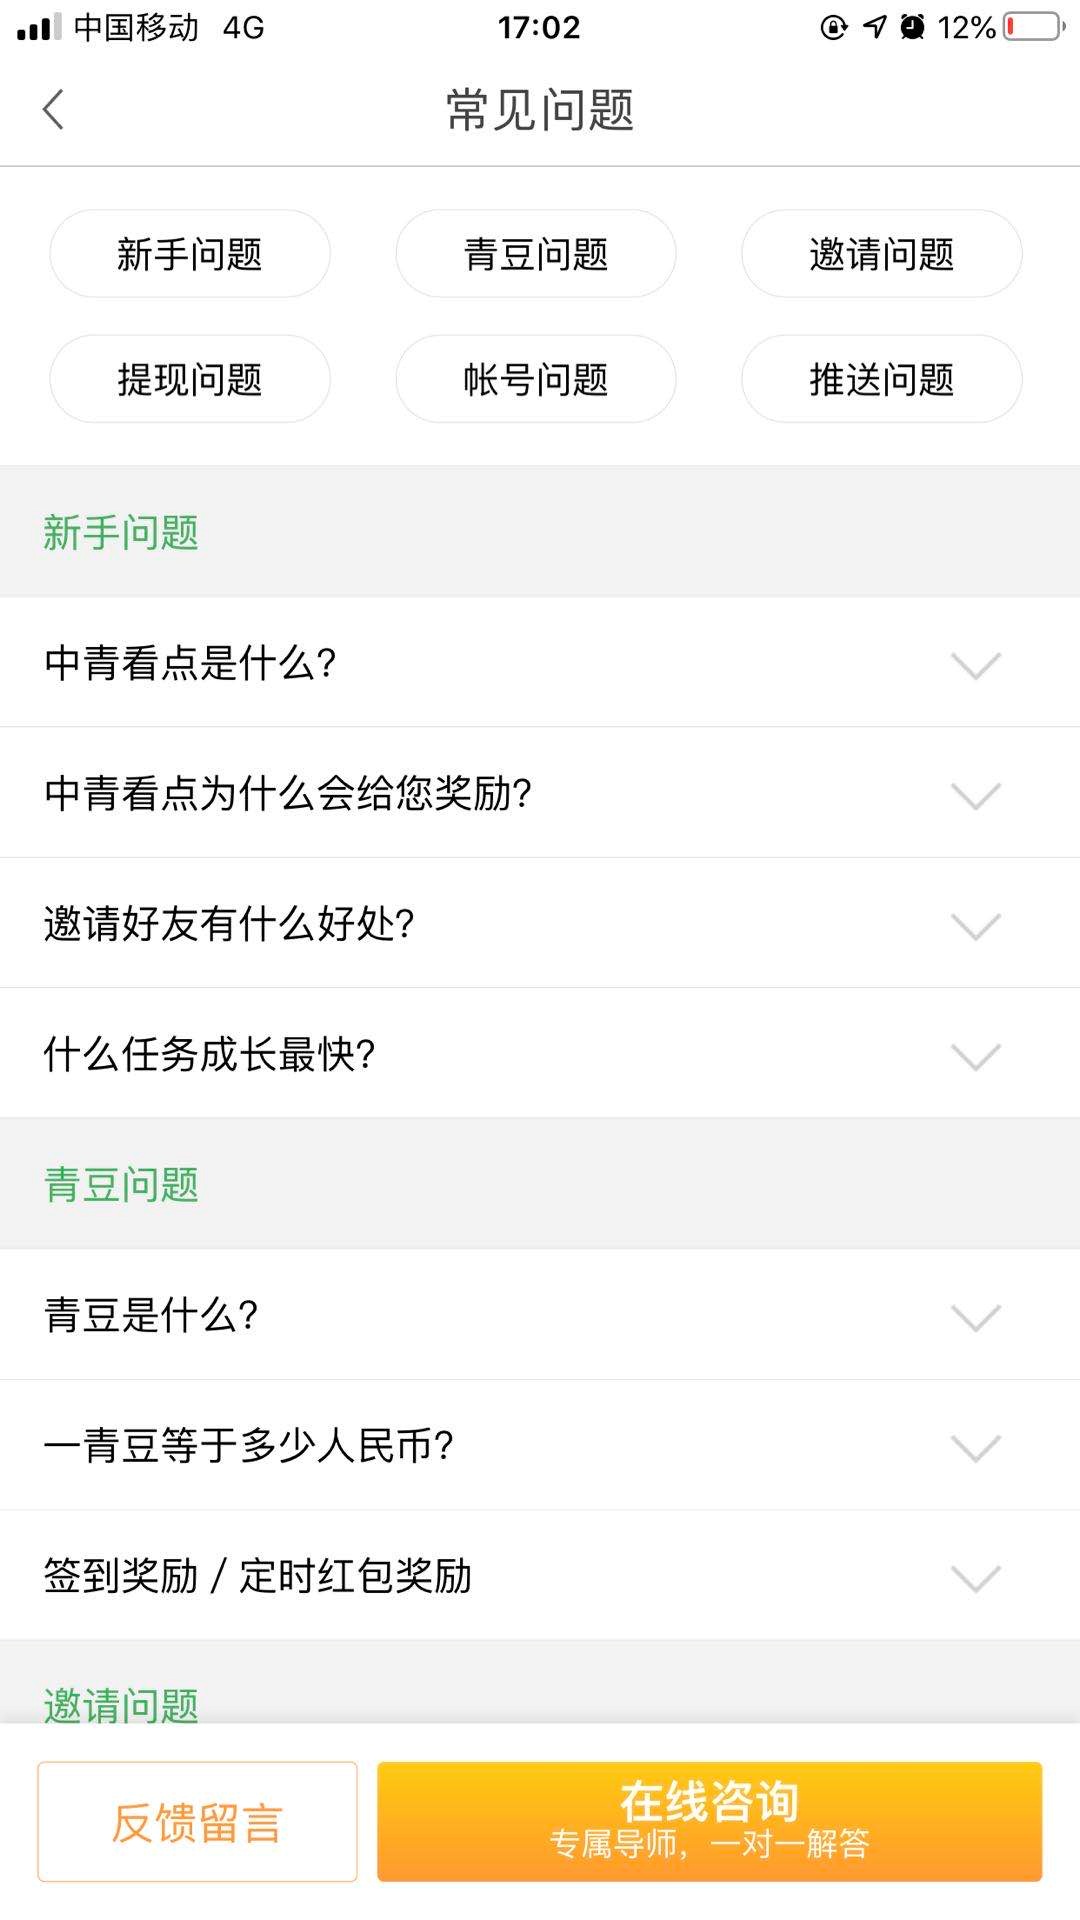 中国移动 4G 17:02 12%
常见问题
新手问题 青豆问题 邀请问题
提现问题 帐号问题 推送问题
新手问题
中青看点是什么?
中青看点为什么会给您奖励?
邀请好友有什么好处?
什么任务成长最快?
青豆问题
青豆是什么?
一青豆等于多少人民币?
签到奖励 / 定时红包奖励
邀请问题
反馈留言
在线咨询
专属导师，一对一解答